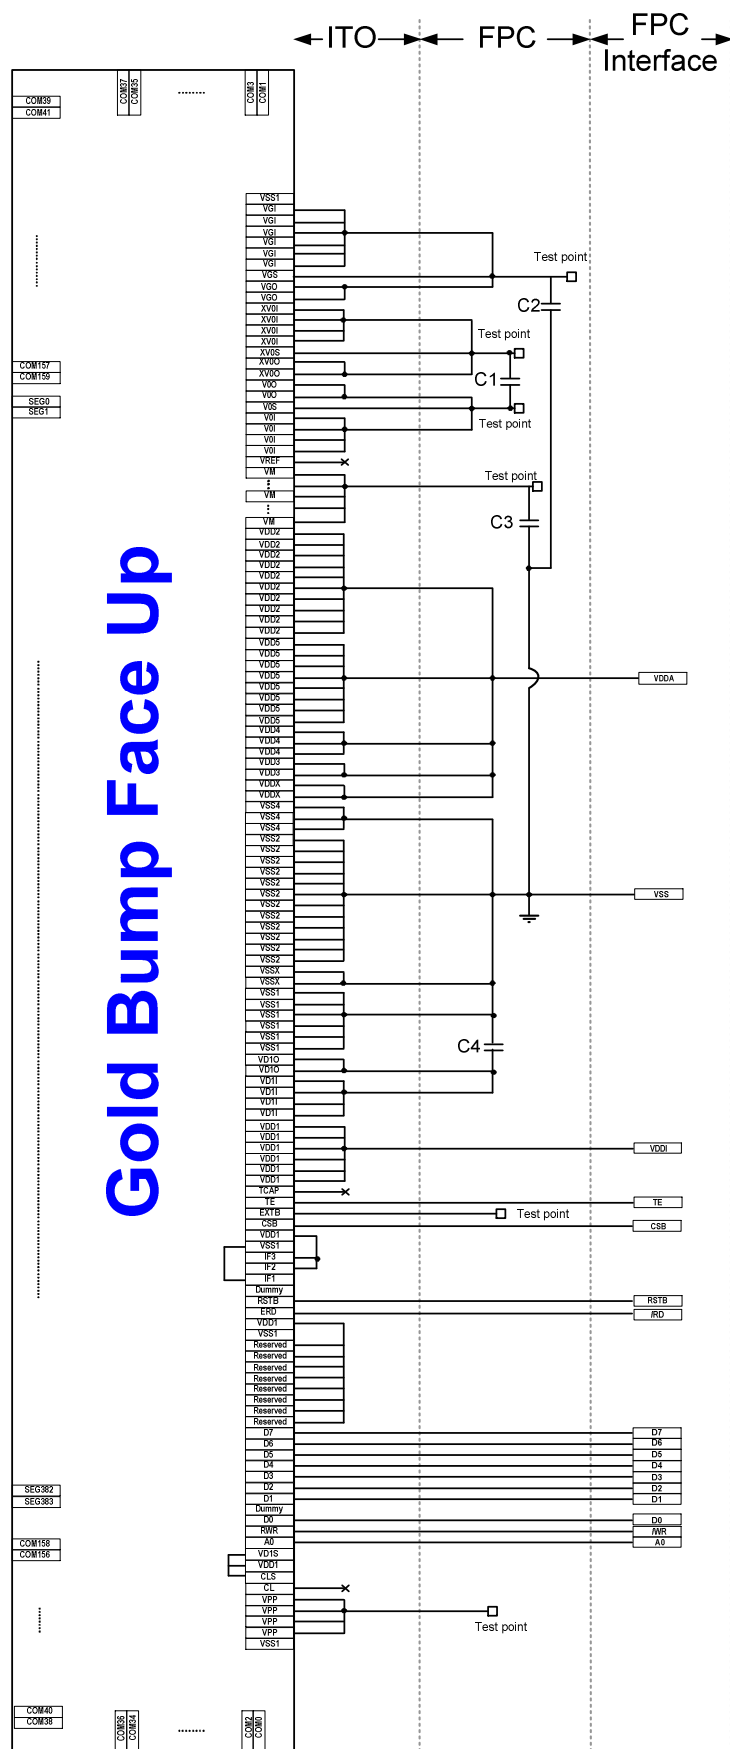 ITO FPC FPC
Interface
COM37
COM35
COM3
COM1
COM39
COM41
VSS1
VGI
VGI
VGI
VGI
VGI
VGI
VGS
VGO
VGO
XV0I
XV0I
XV0I
XV0I
XV0S
XV0O
XV0O
V0O
V0O
V0S
V0I
V0I
V0I
V0I
VREF
VM
VM
VM
VDD2
VDD2
VDD2
VDD2
VDD2
VDD2
VDD2
VDD2
VDD2
VDD2
VDD5
VDD5
VDD5
VDD5
VDD5
VDD5
VDD5
VDD5
VDD4
VDD4
VDD4
VDD3
VDD3
VDDX
VDDX
VSS4
VSS4
VSS4
VSS2
VSS2
VSS2
VSS2
VSS2
VSS2
VSS2
VSS2
VSS2
VSS2
VSS2
VSS2
VSSX
VSSX
VSS1
VSS1
VSS1
VSS1
VSS1
VSS1
VD1O
VD1O
VD1I
VD1I
VD1I
VD1I
VDD1
VDD1
VDD1
VDD1
VDD1
VDD1
TCAP
TE
EXTB
CSB
VDD1
VSS1
IF3
IF2
IF1
Dummy
RSTB
ERD
VDD1
VSS1
Reserved
Reserved
Reserved
Reserved
Reserved
Reserved
Reserved
Reserved
D7
D6
D5
D4
D3
D2
D1
Dummy
D0
RWR
A0
VD1S
VDD1
CLS
CL
VPP
VPP
VPP
VPP
VSS1
COM157
COM159
SEG0
SEG1
Gold Bump Face Up
SEG382
SEG383
COM158
COM156
COM40
COM38
COM36
COM34
COM2
COM0
Test point
C2
Test point
C1
Test point
Test point
C3
C4
Test point
Test point
VDDA
VSS
VDDI
TE
CSB
RSTB
/RD
D7
D6
D5
D4
D3
D2
D1
D0
/WR
A0